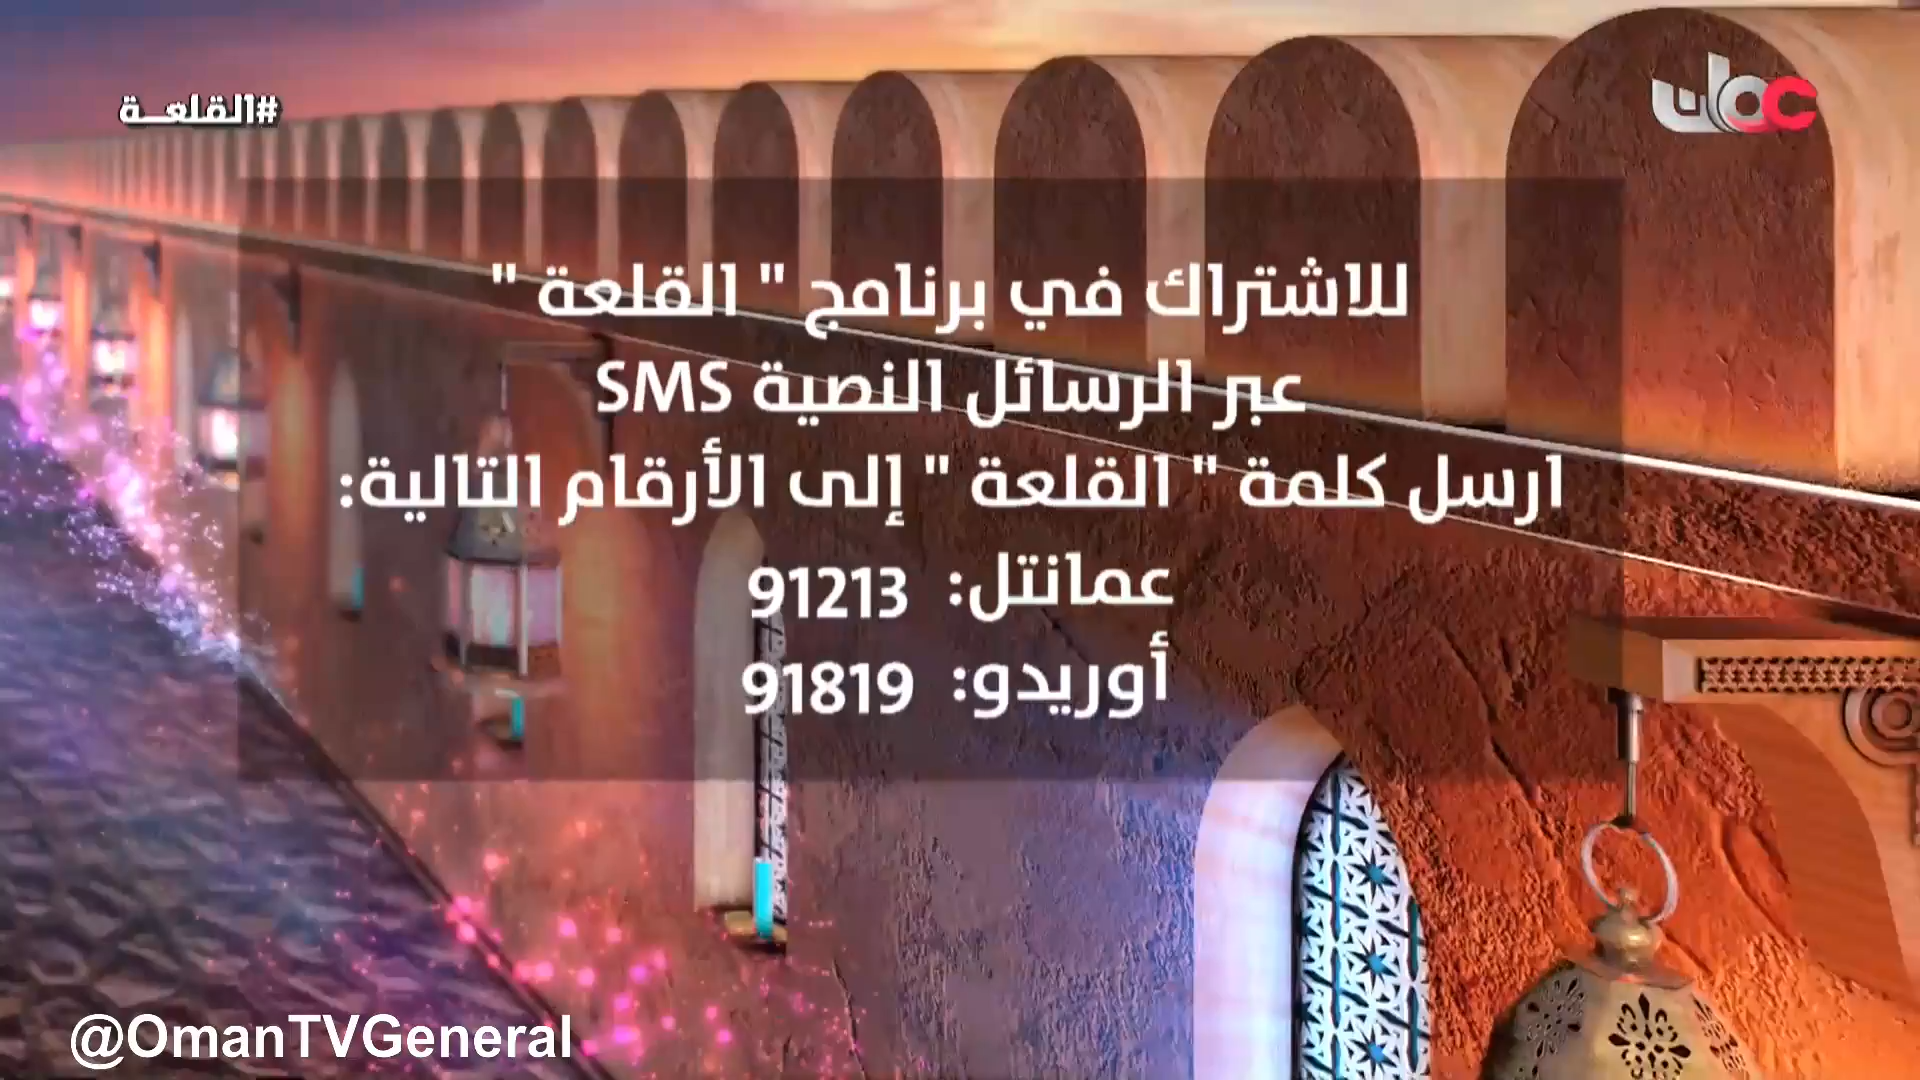 #القلعـة
عمان
للاشتراك في برنامج " القلعة "
عبر الرسائل النصية SMS
ارسل كلمة " القلعة " إلى الأرقام التالية:
عمانتل: 91213
أوريدو: 91819
@OmanTVGeneral